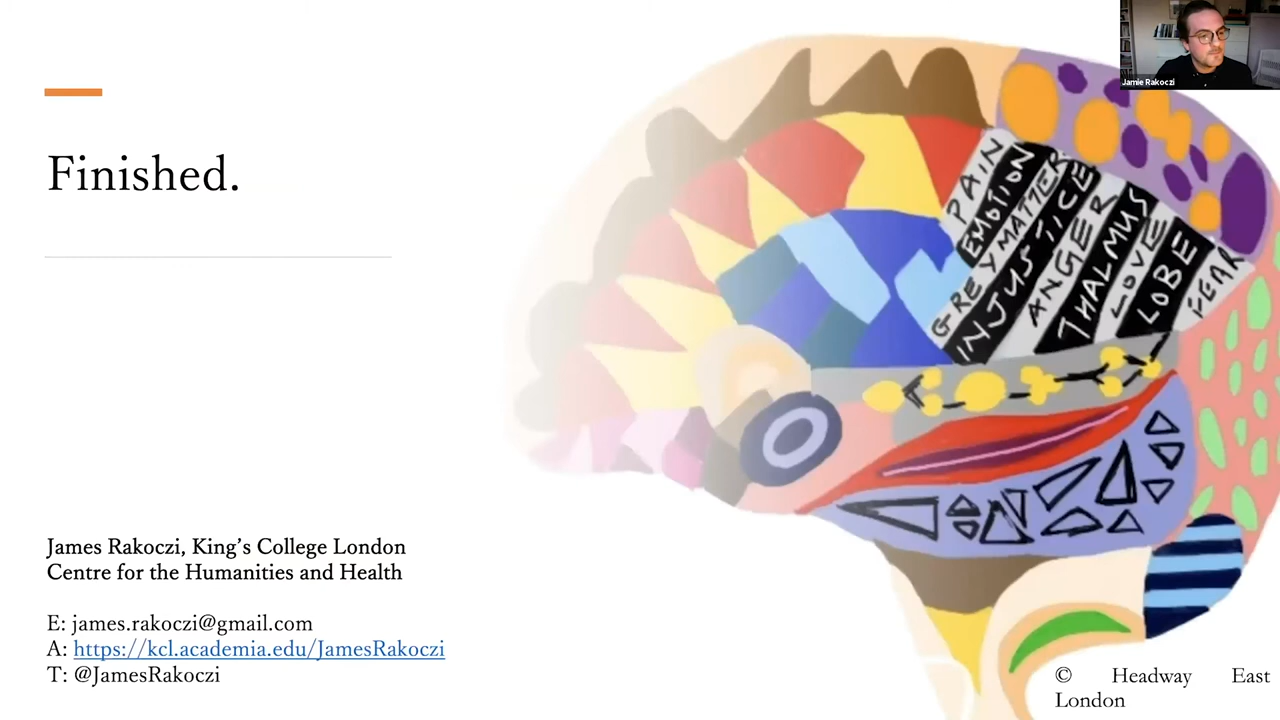 Jamie Rakoczi
Finished.
PAIN
EMOTION
GREY MATTER
INJUSTICE
ANGER
THALMUS
LOVE
LOBE
FEAR
James Rakoczi, King's College London
Centre for the Humanities and Health
E: james.rakoczi@gmail.com
A: https://kcl.academia.edu/JamesRakoczi
T: @JamesRakoczi
© Headway East
London